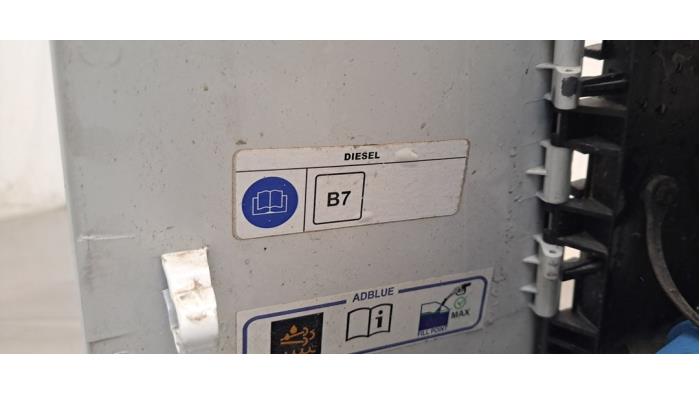 DIESEL
B7
ADBLUE
i
MAX
FILL POINT